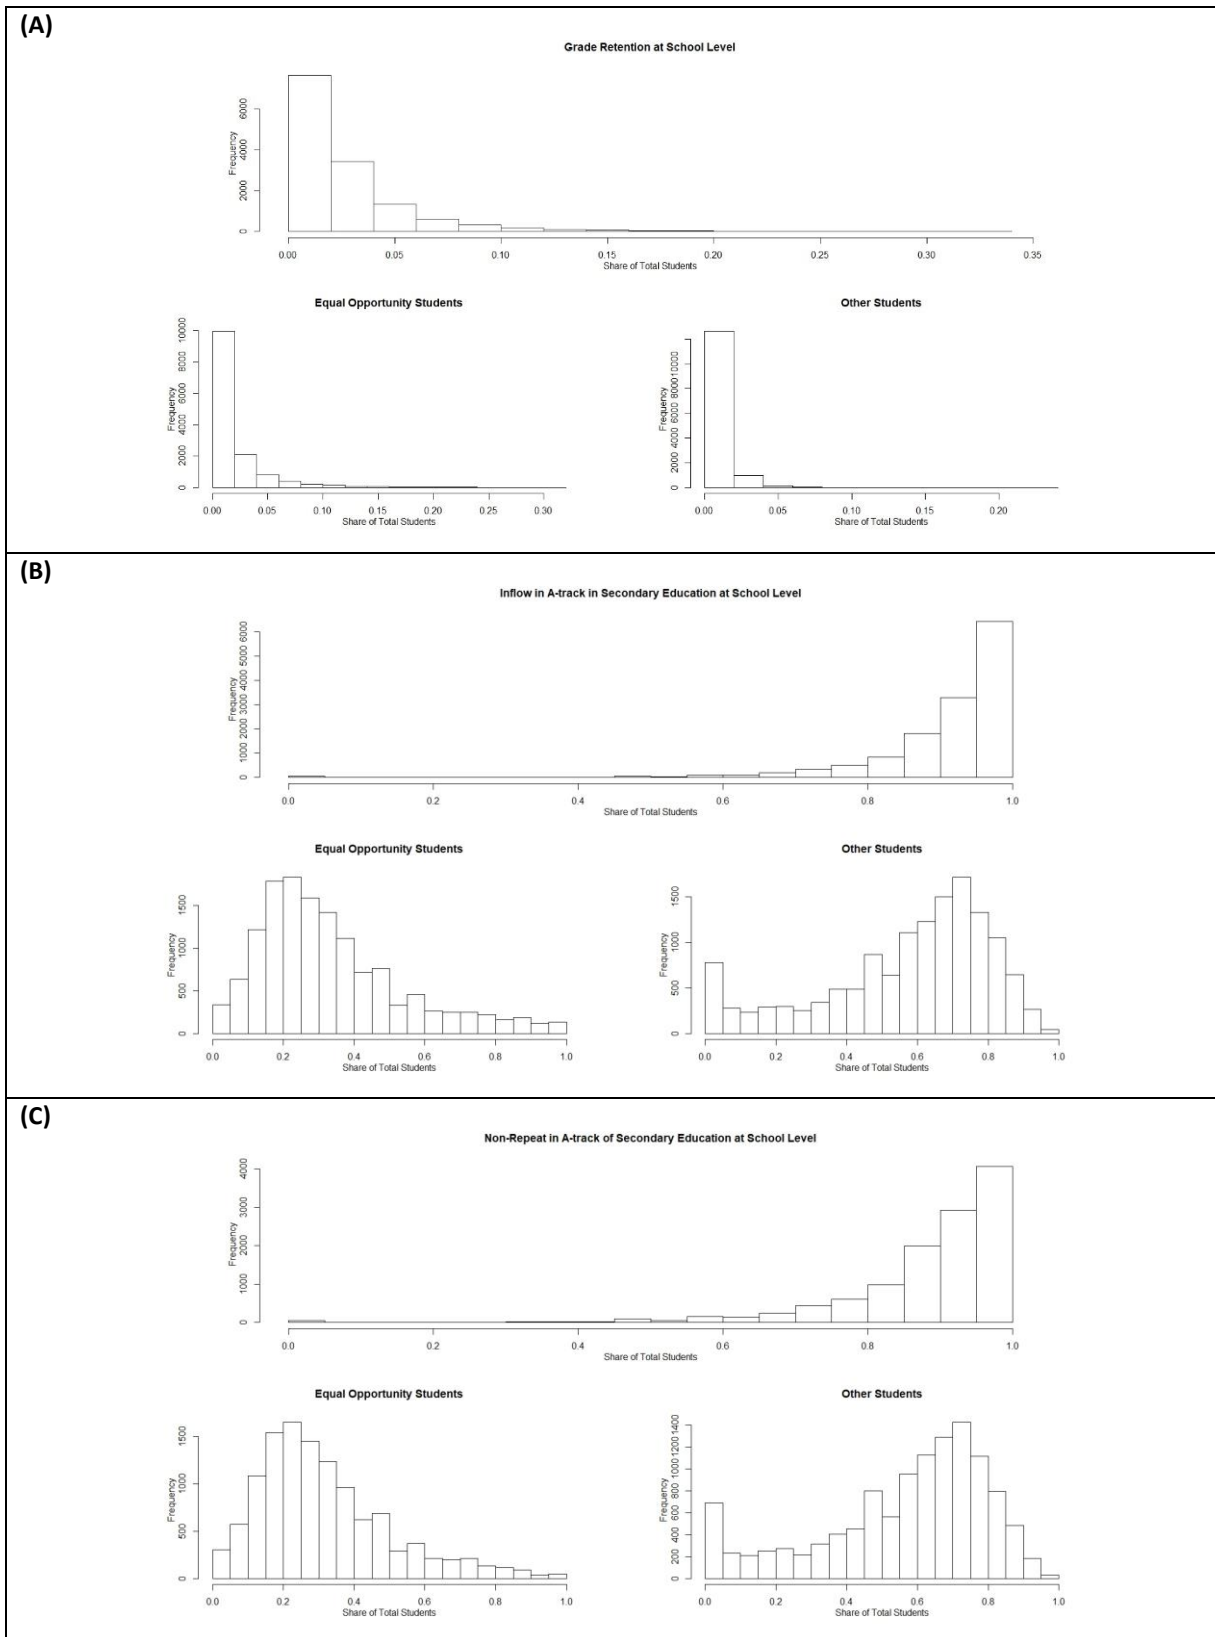 (A)
Grade Retention at School Level
Frequency
0 2000 4000 6000
0.00 0.05 0.10 0.15 0.20 0.25 0.30 0.35
Share of Total Students
Equal Opportunity Students
Frequency
0 2000 4000 6000 8000 10000
0.00 0.05 0.10 0.15 0.20 0.25 0.30
Share of Total Students
Other Students
Frequency
0 2000 4000 6000 8000 10000
0.00 0.05 0.10 0.15 0.20
Share of Total Students
(B)
Inflow in A-track in Secondary Education at School Level
Frequency
0 1000 2000 3000 4000 5000 6000
0.0 0.2 0.4 0.6 0.8 1.0
Share of Total Students
Equal Opportunity Students
Frequency
0 500 1000 1500
0.0 0.2 0.4 0.6 0.8 1.0
Share of Total Students
Other Students
Frequency
0 500 1000 1500
0.0 0.2 0.4 0.6 0.8 1.0
Share of Total Students
(C)
Non-Repeat in A-track of Secondary Education at School Level
Frequency
0 1000 2000 3000 4000
0.0 0.2 0.4 0.6 0.8 1.0
Share of Total Students
Equal Opportunity Students
Frequency
0 500 1000 1500
0.0 0.2 0.4 0.6 0.8 1.0
Share of Total Students
Other Students
Frequency
0 200 400 600 800 1000 1200 1400
0.0 0.2 0.4 0.6 0.8 1.0
Share of Total Students